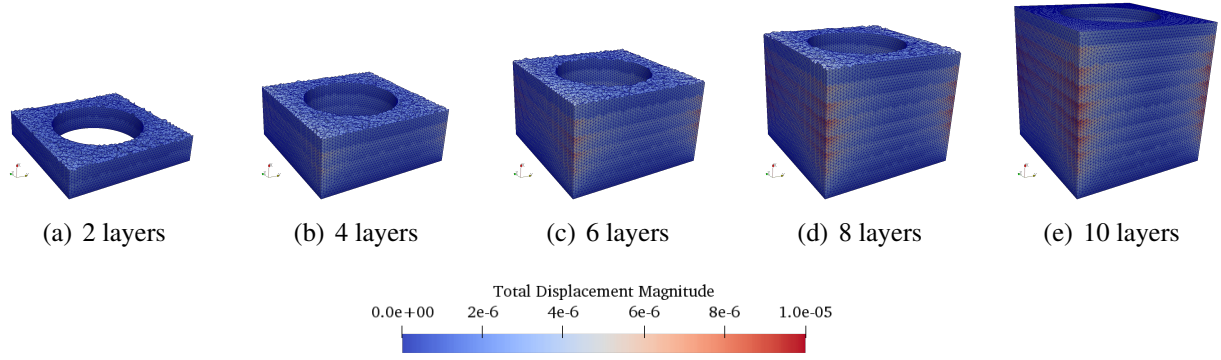 (a) 2 layers
(b) 4 layers
(c) 6 layers
(d) 8 layers
(e) 10 layers
Total Displacement Magnitude
0.0e+00 2e-6 4e-6 6e-6 8e-6 1.0e-05